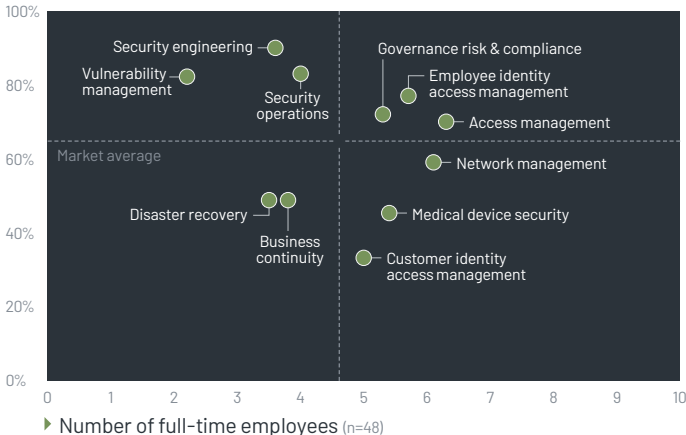 100%
Security engineering
Governance risk & compliance
Vulnerability
management
Employee identity
access management
80%
Security
operations
Access management
Market average
60%
Network management
Disaster recovery
Medical device security
40%
Business
continuity
Customer identity
access management
20%
0%
0 1 2 3 4 5 6 7 8 9 10
Number of full-time employees (n=48)